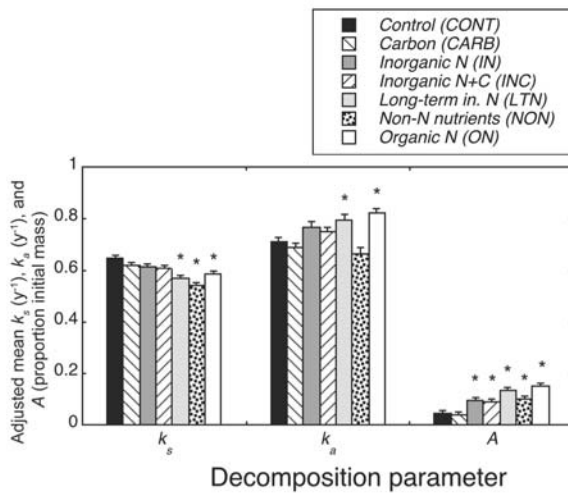 Control (CONT)
Carbon (CARB)
Inorganic N (IN)
Inorganic N+C (INC)
Long-term in. N (LTN)
Non-N nutrients (NON)
Organic N (ON)
Adjusted mean kₛ (y⁻¹), kₐ (y⁻¹), and
A (proportion initial mass)
1
0.8
0.6
0.4
0.2
0
* * *
* *
* * * * *
kₛ
kₐ
A
Decomposition parameter